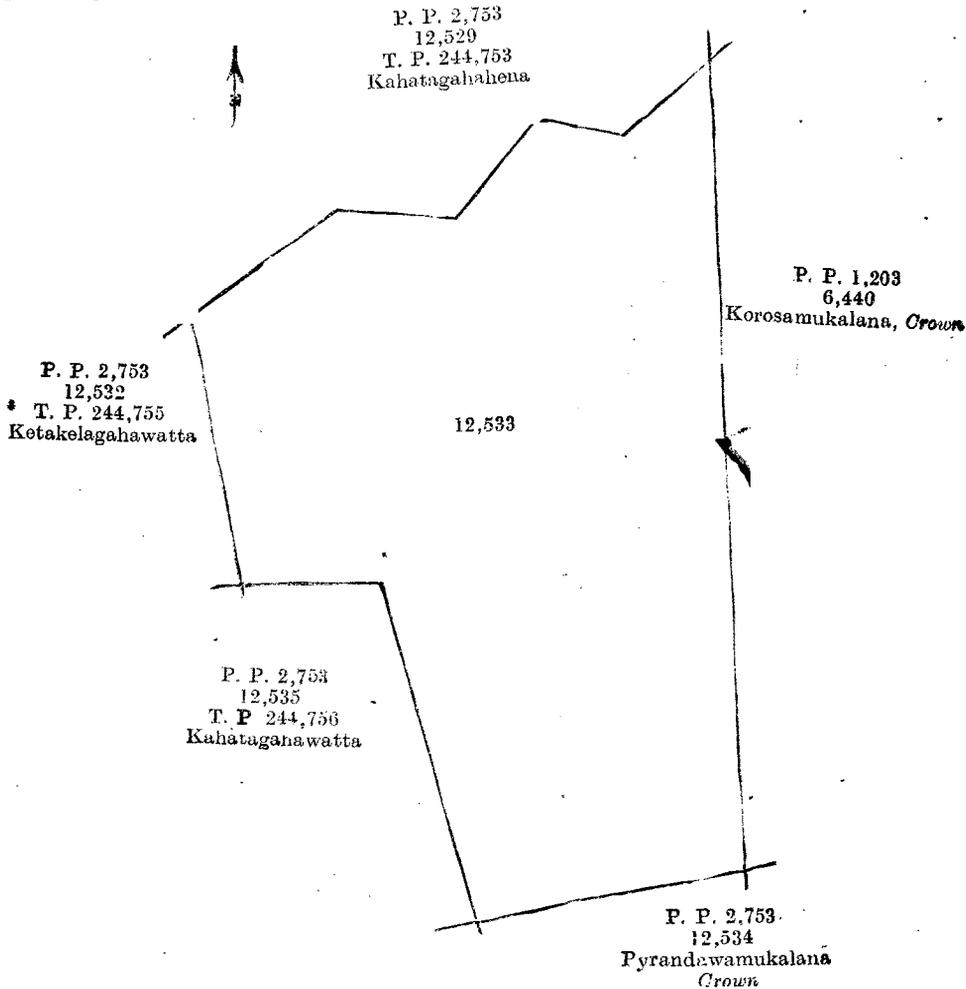 P. P. 2,753
12,529
T. P. 244,753
Kahatagahahena
P. P. 1,203
6,440
Korosamukalana, Crown
P. P. 2,753
12,532
T. P. 244,755
Ketakelagahawatta
12,533
P. P. 2,753
12,535
T. P 244,756
Kahatagahawatta
P. P. 2,753
12,534
Pyrandawamukalana
Crown